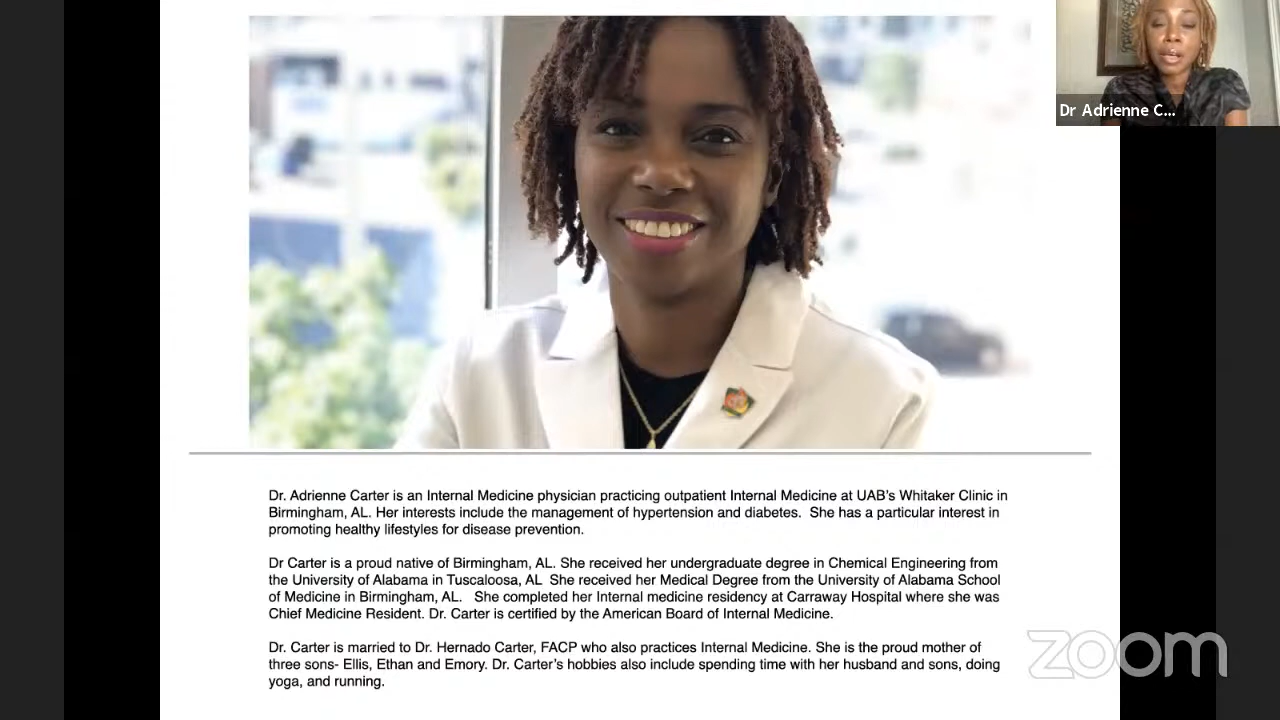 Dr Adrienne C...
Dr. Adrienne Carter is an Internal Medicine physician practicing outpatient Internal Medicine at UAB's Whitaker Clinic in
Birmingham, AL. Her interests include the management of hypertension and diabetes.  She has a particular interest in
promoting healthy lifestyles for disease prevention.
Dr Carter is a proud native of Birmingham, AL. She received her undergraduate degree in Chemical Engineering from
the University of Alabama in Tuscaloosa, AL  She received her Medical Degree from the University of Alabama School
of Medicine in Birmingham, AL.   She completed her Internal medicine residency at Carraway Hospital where she was
Chief Medicine Resident. Dr. Carter is certified by the American Board of Internal Medicine.
Dr. Carter is married to Dr. Hernado Carter, FACP who also practices Internal Medicine. She is the proud mother of
three sons- Ellis, Ethan and Emory. Dr. Carter's hobbies also include spending time with her husband and sons, doing
yoga, and running.
zoom